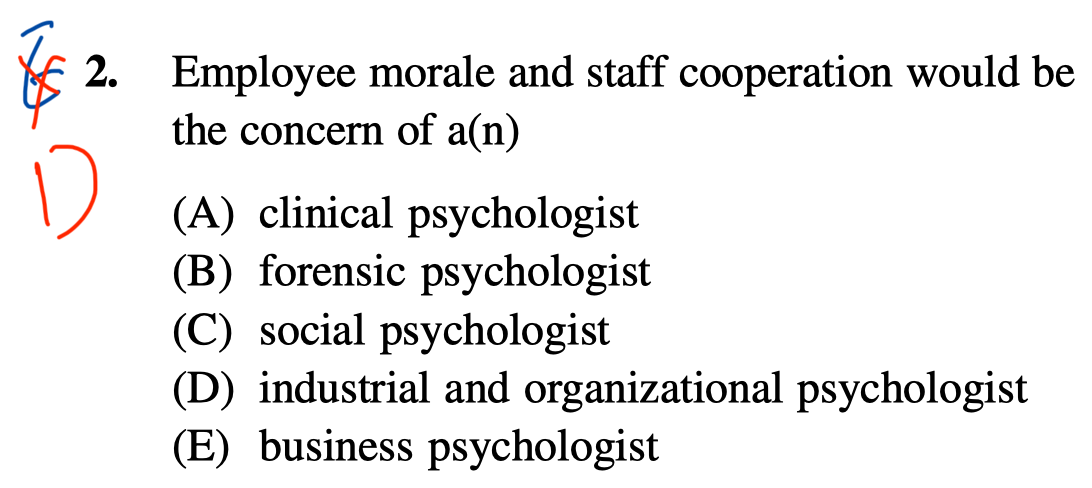 E
2. Employee morale and staff cooperation would be
the concern of a(n)
D
(A) clinical psychologist
(B) forensic psychologist
(C) social psychologist
(D) industrial and organizational psychologist
(E) business psychologist